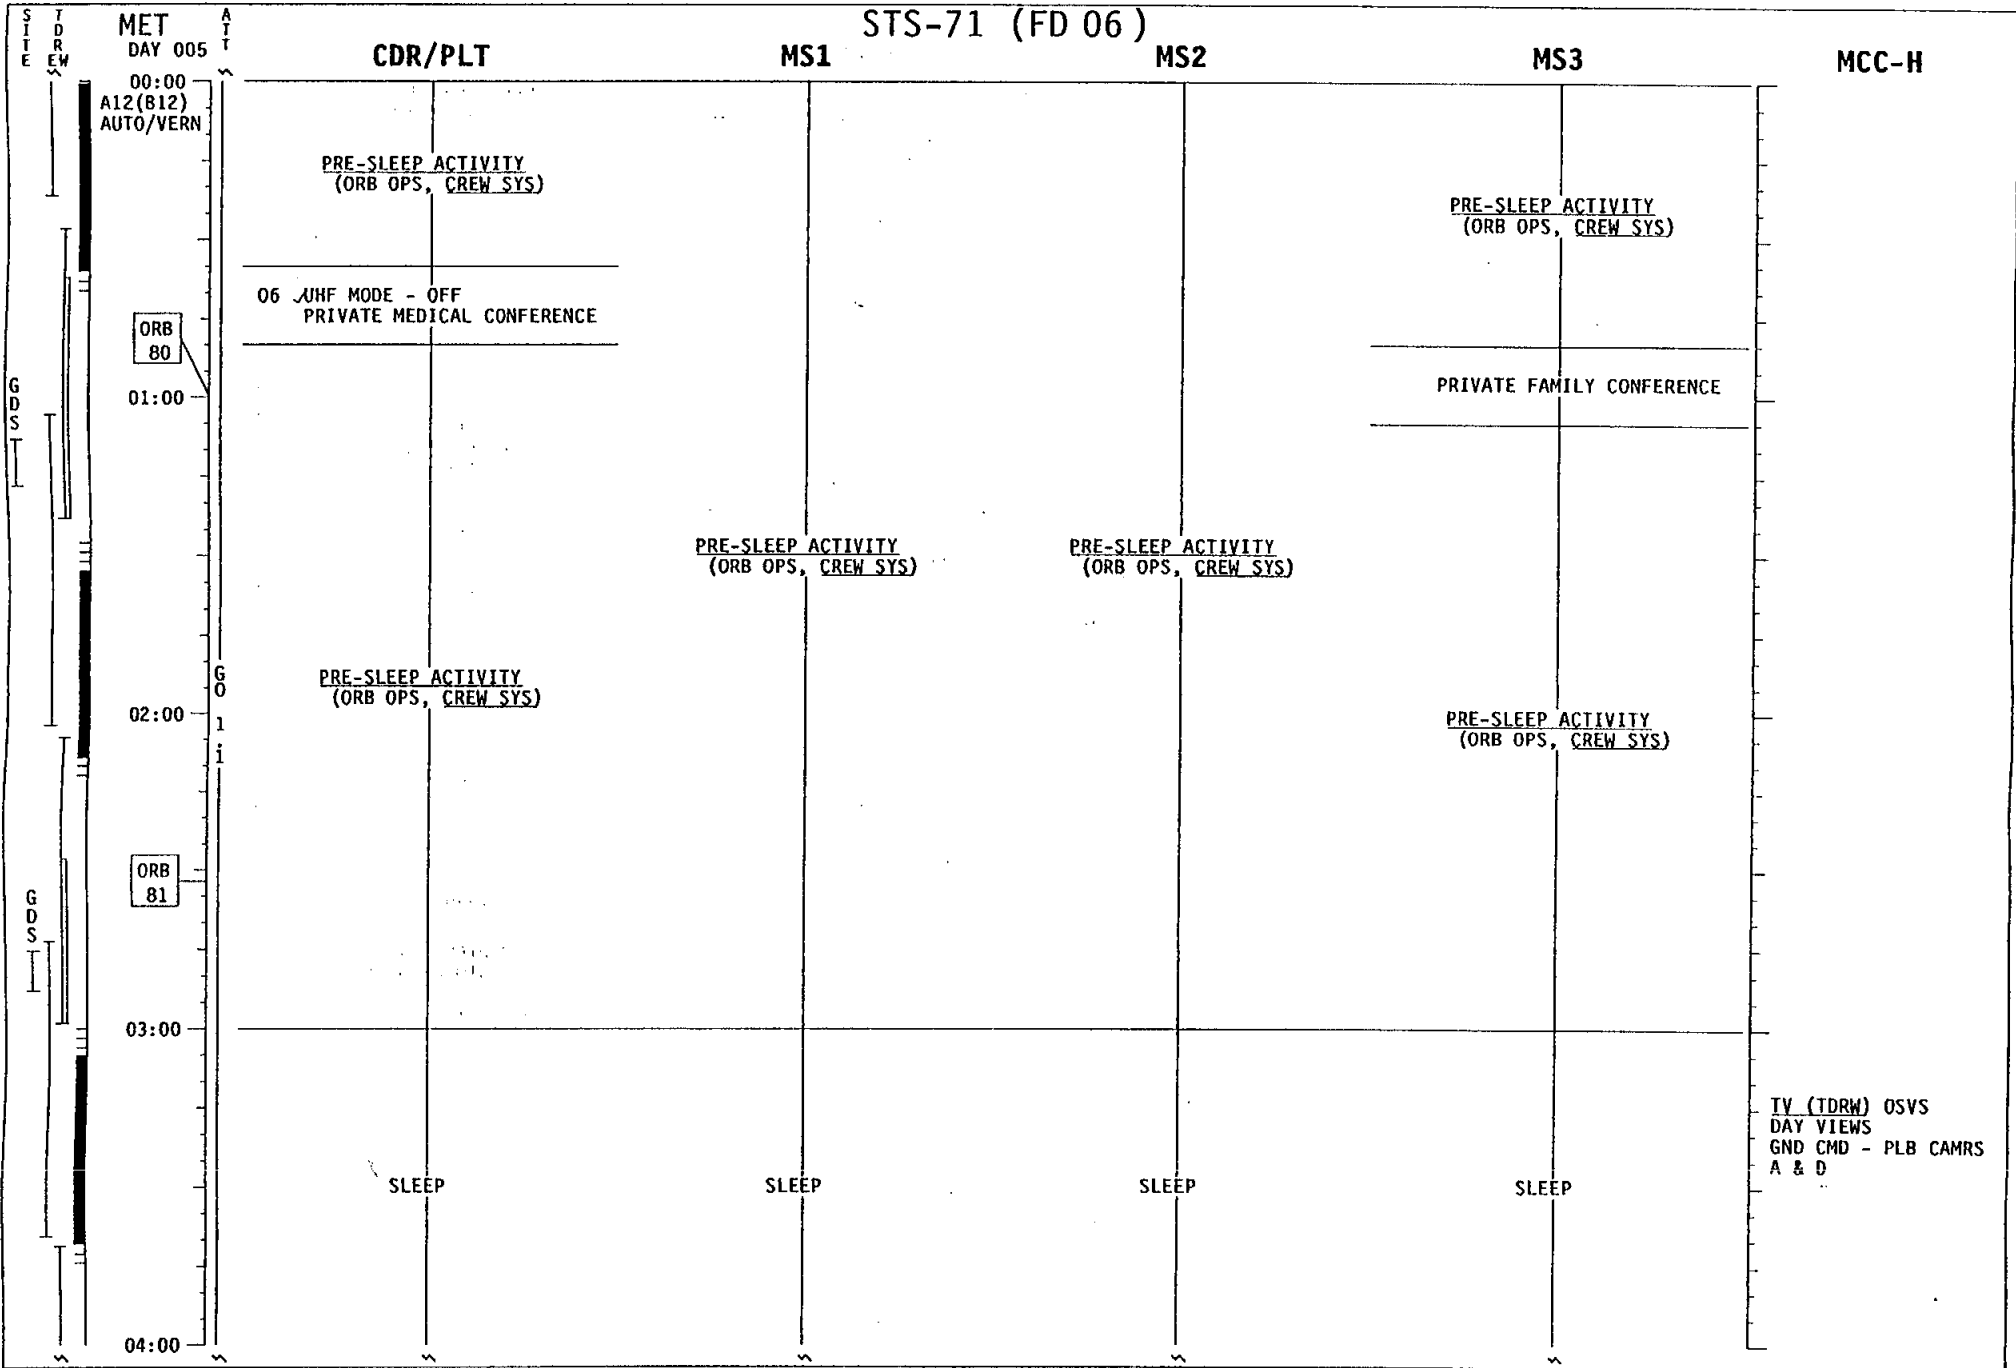 STS-71 (FD 06)
SITE
TDRS
EW
MET
DAY 005
ATT
CDR/PLT
MS1
MS2
MS3
MCC-H
00:00
A12(B12)
AUTO/VERN
PRE-SLEEP ACTIVITY
(ORB OPS, CREW SYS)
PRE-SLEEP ACTIVITY
(ORB OPS, CREW SYS)
06 √UHF MODE - OFF
PRIVATE MEDICAL CONFERENCE
ORB
80
PRIVATE FAMILY CONFERENCE
GDS
01:00
PRE-SLEEP ACTIVITY
(ORB OPS, CREW SYS)
PRE-SLEEP ACTIVITY
(ORB OPS, CREW SYS)
PRE-SLEEP ACTIVITY
(ORB OPS, CREW SYS)
GO
1
i
02:00
PRE-SLEEP ACTIVITY
(ORB OPS, CREW SYS)
ORB
81
GDS
03:00
TV (TDRW) OSVS
DAY VIEWS
GND CMD - PLB CAMRS
A & D
SLEEP
SLEEP
SLEEP
SLEEP
04:00